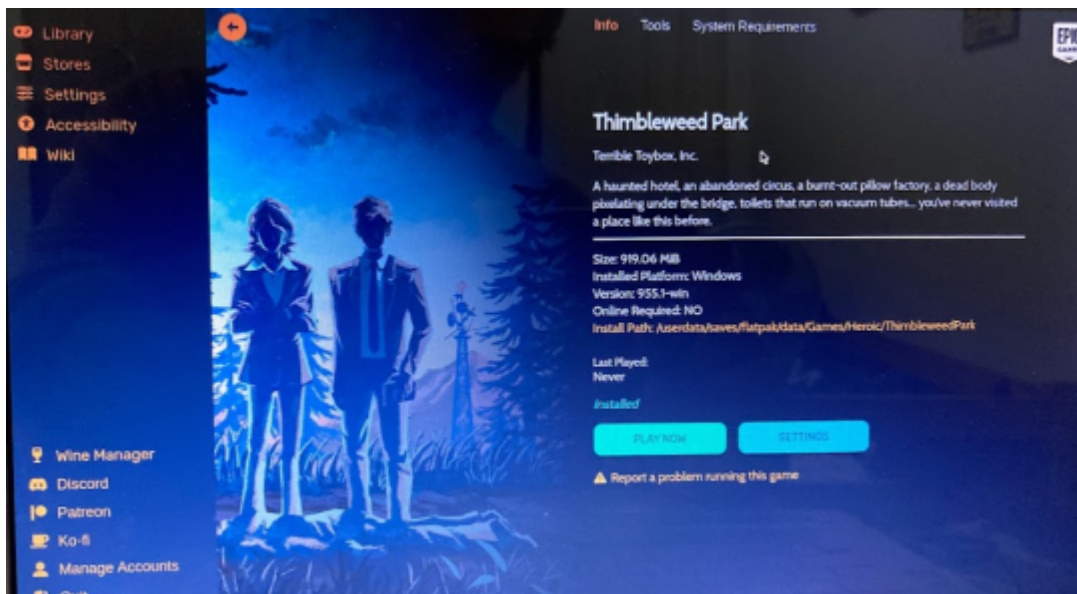 Library
Stores
Settings
Accessibility
Wiki
Wine Manager
Discord
Patreon
Ko-fi
Manage Accounts
Info Tools System Requirements
EPIC
GAMES
Thimbleweed Park
Terrible Toybox, Inc.
A haunted hotel, an abandoned circus, a burnt-out pillow factory, a dead body
pixelating under the bridge, toilets that run on vacuum tubes... you've never visited
a place like this before.
Size: 919.06 MiB
Installed Platform: Windows
Version: 955.1-win
Online Required: NO
Install Path: /userdata/saves/flatpak/data/Games/Heroic/ThimbleweedPark
Last Played:
Never
Installed
PLAY NOW
SETTINGS
Report a problem running this game